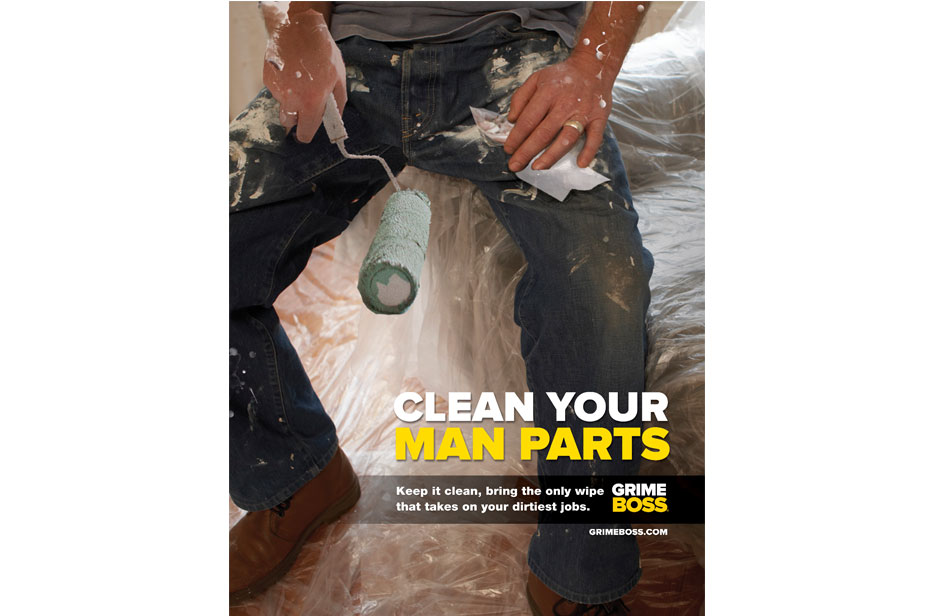 CLEAN YOUR
MAN PARTS
Keep it clean, bring the only wipe
that takes on your dirtiest jobs.
GRIME
BOSS
GRIMEBOSS.COM